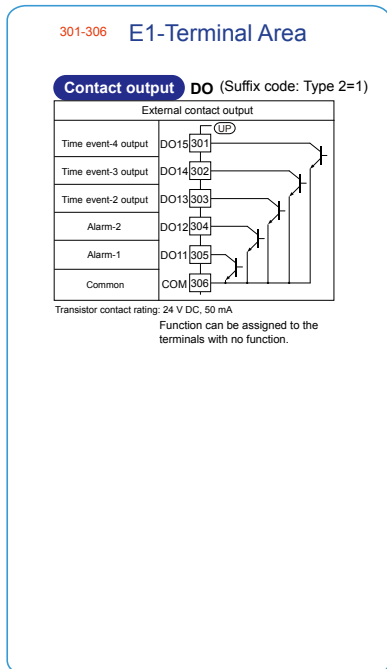 301-306 E1-Terminal Area
Contact output DO (Suffix code: Type 2=1)
External contact output
UP
Time event-4 output DO15 301
Time event-3 output DO14 302
Time event-2 output DO13 303
Alarm-2 DO12 304
Alarm-1 DO11 305
Common COM 306
Transistor contact rating: 24 V DC, 50 mA
Function can be assigned to the
terminals with no function.